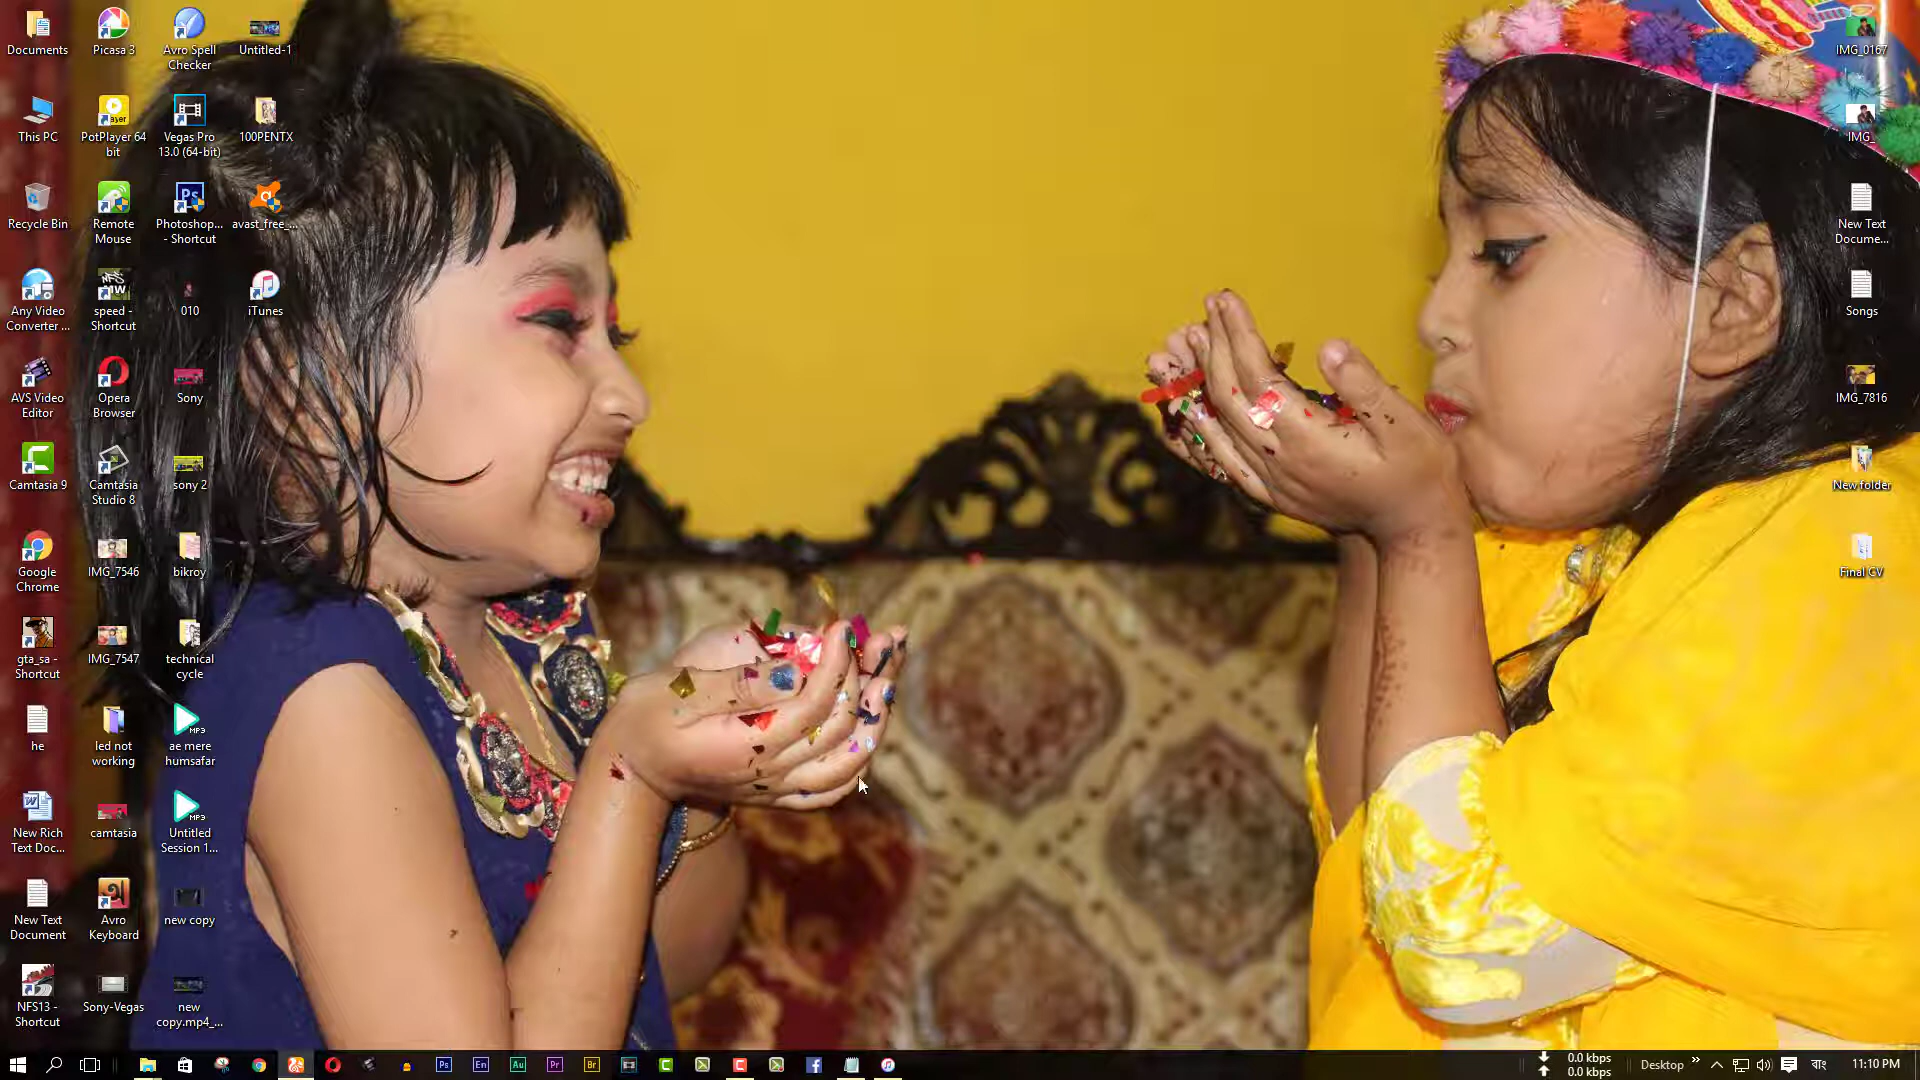 Documents
Picasa 3
Avro Spell
Checker
Untitled-1
This PC
PotPlayer 64
bit
Vegas Pro
13.0 (64-bit)
100PENTX
Recycle Bin
Remote
Mouse
Photoshop...
- Shortcut
avast_free_...
Any Video
Converter ...
speed -
Shortcut
010
iTunes
AVS Video
Editor
Opera
Browser
Sony
Camtasia 9
Camtasia
Studio 8
sony 2
Google
Chrome
IMG_7546
bikroy
gta_sa -
Shortcut
IMG_7547
technical
cycle
he
led not
working
ae mere
humsafar
New Rich
Text Doc...
camtasia
Untitled
Session 1...
New Text
Document
Avro
Keyboard
new copy
NFS13 -
Shortcut
Sony-Vegas
new
copy.mp4_...
IMG_0167
IMG_
New Text
Docume...
Songs
IMG_7816
New folder
Final CV
0.0 kbps
0.0 kbps
Desktop
বাং
11:10 PM